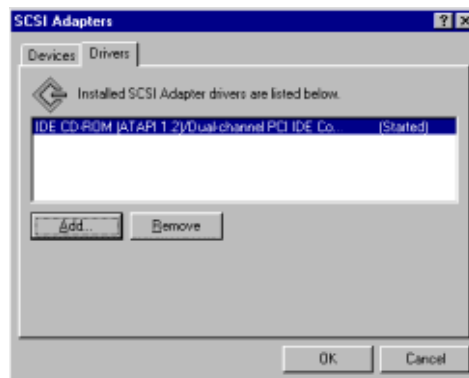 SCSI Adapters
Devices
Drivers
Installed SCSI Adapter drivers are listed below.
IDE CD-ROM (ATAPI 1.2)/Dual-channel PCI IDE Co... (Started)
Add...
Remove
OK
Cancel